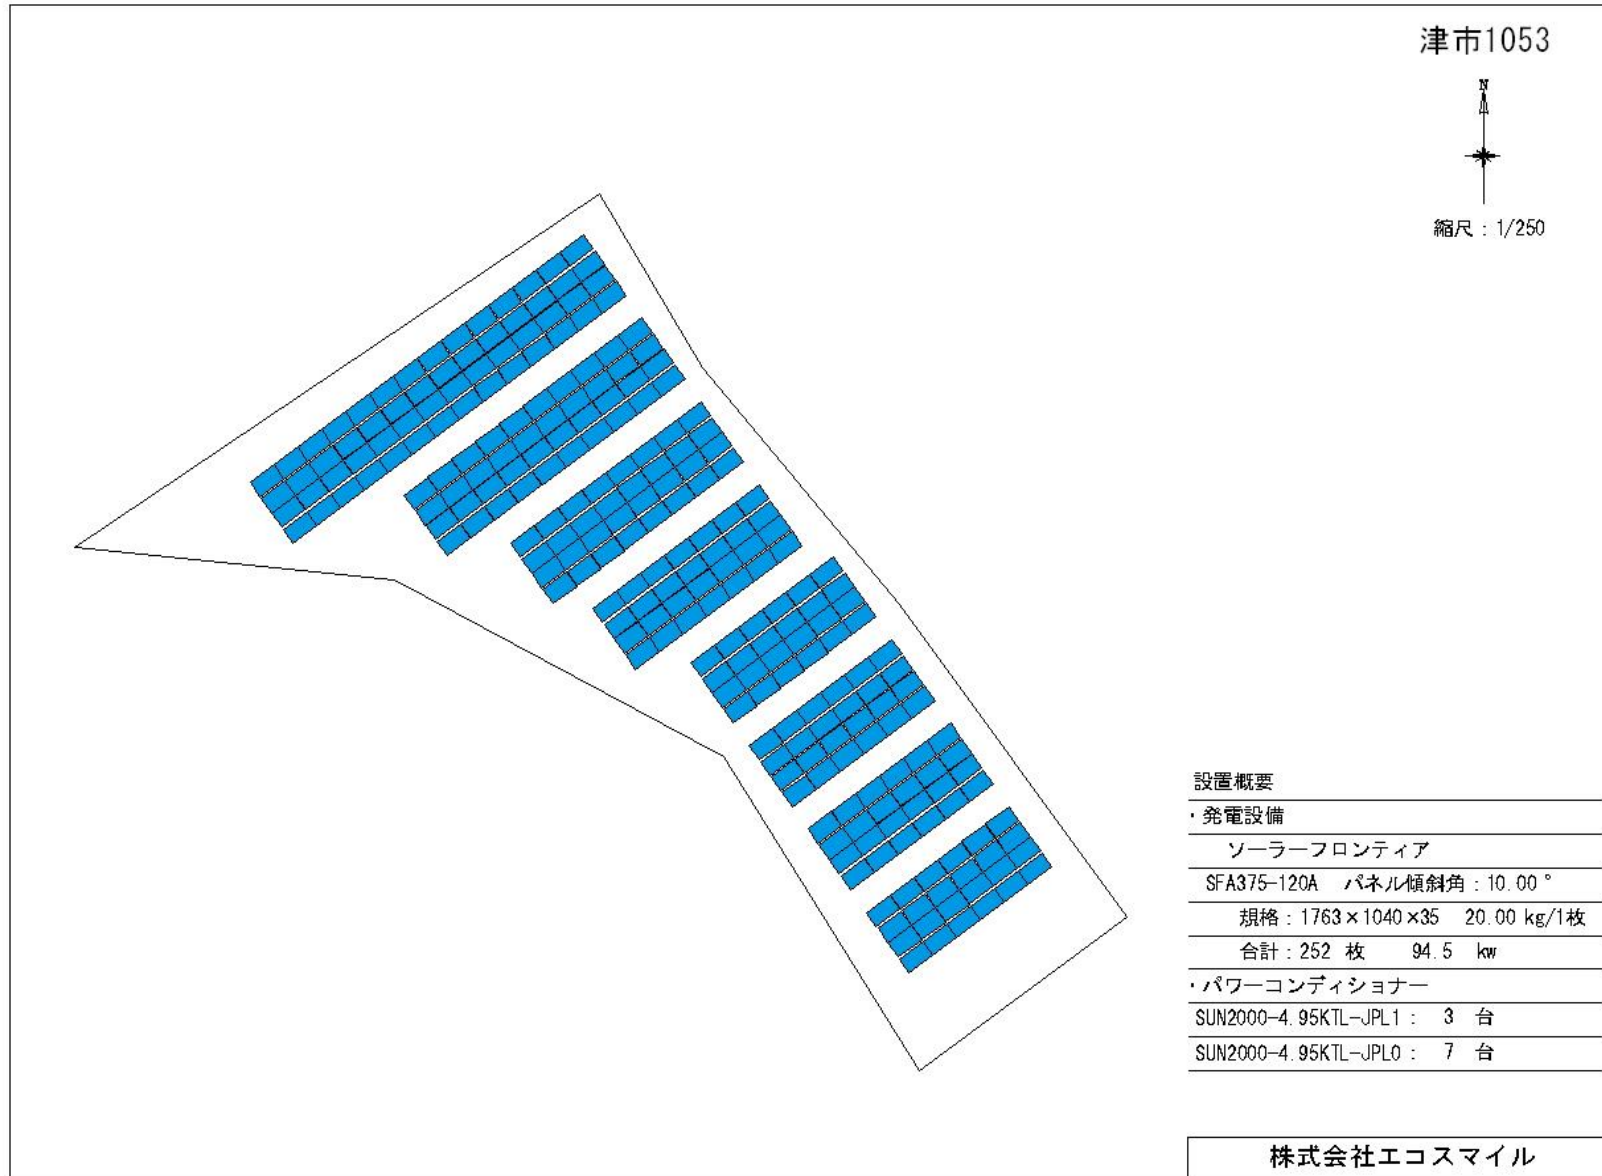 津市1053
N
縮尺：1/250
設置概要
・発電設備
ソーラーフロンティア
SFA375-120A パネル傾斜角：10.00°
規格：1763×1040×35 20.00 kg/1枚
合計：252 枚 94.5 kw
・パワーコンディショナー
SUN2000-4.95KTL-JPL1： 3 台
SUN2000-4.95KTL-JPL0： 7 台
株式会社エコスマイル